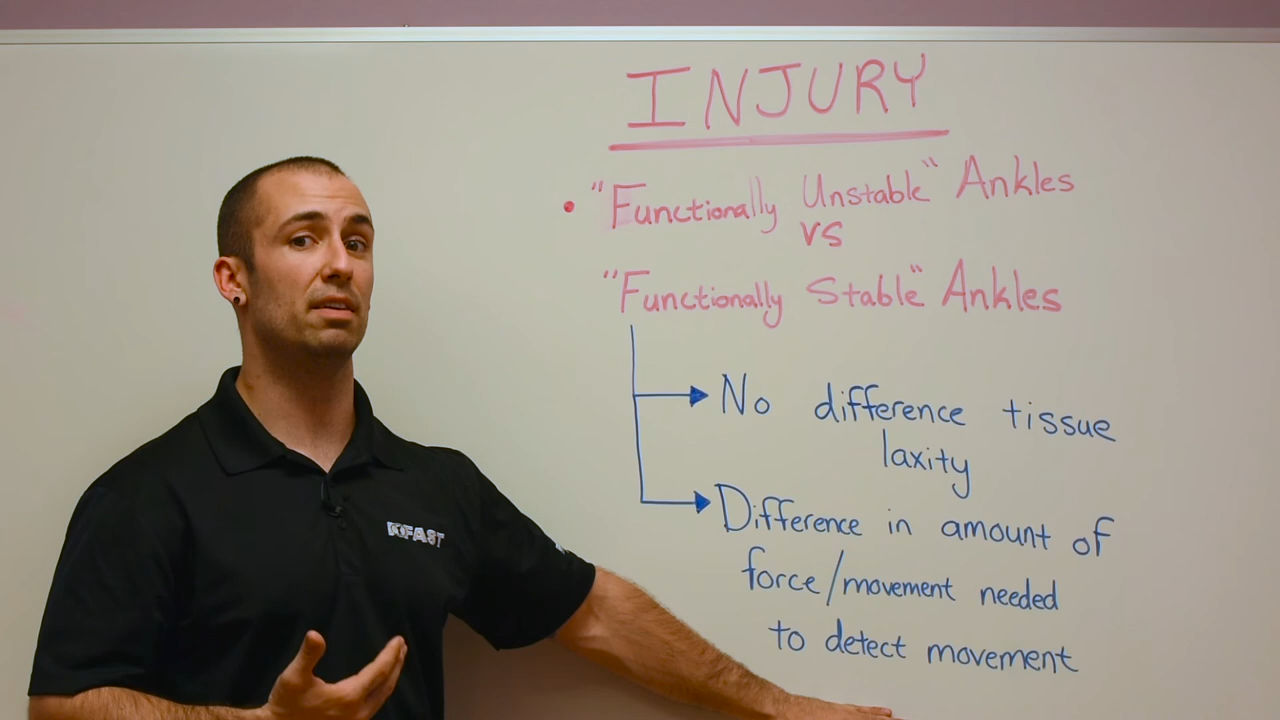 INJURY
• "Functionally Unstable" Ankles
vs
"Functionally Stable" Ankles
No difference tissue
laxity
Difference in amount of
force/movement needed
to detect movement
IFAST